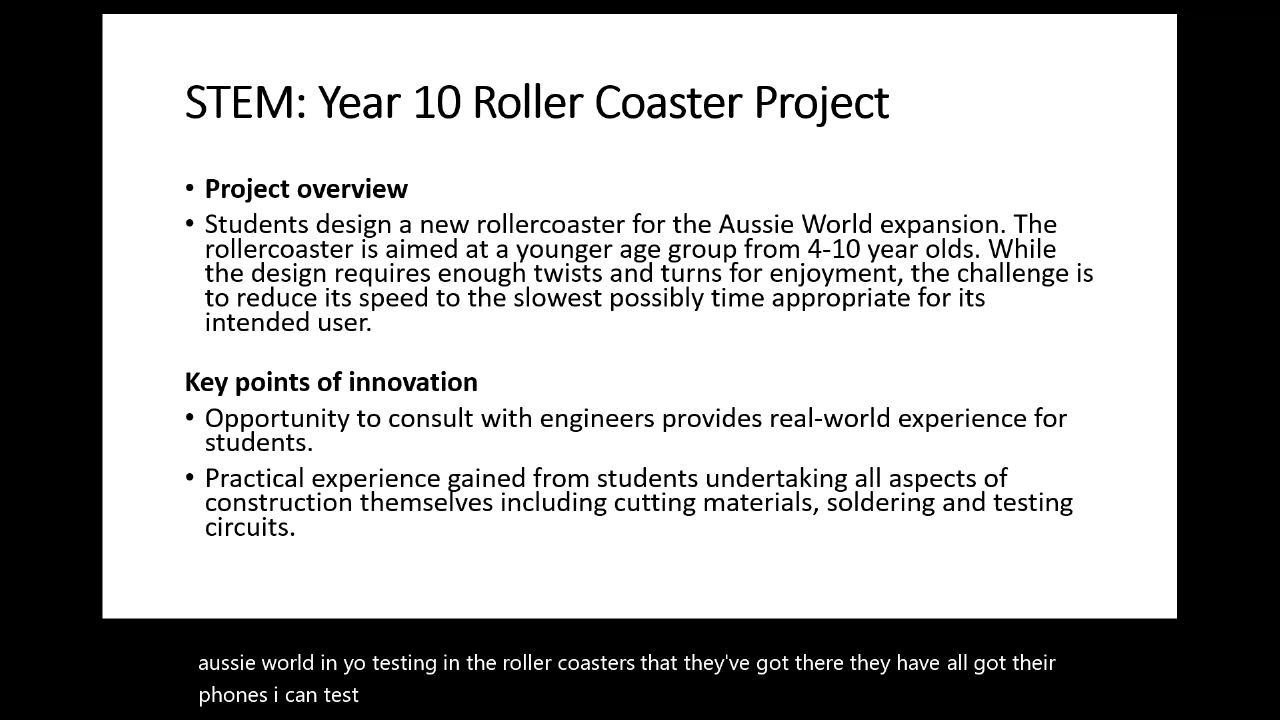 STEM: Year 10 Roller Coaster Project
• Project overview
• Students design a new rollercoaster for the Aussie World expansion. The
rollercoaster is aimed at a younger age group from 4-10 year olds. While
the design requires enough twists and turns for enjoyment, the challenge is
to reduce its speed to the slowest possibly time appropriate for its
intended user.
Key points of innovation
• Opportunity to consult with engineers provides real-world experience for
students.
• Practical experience gained from students undertaking all aspects of
construction themselves including cutting materials, soldering and testing
circuits.
aussie world in yo testing in the roller coasters that they've got there they have all got their
phones i can test